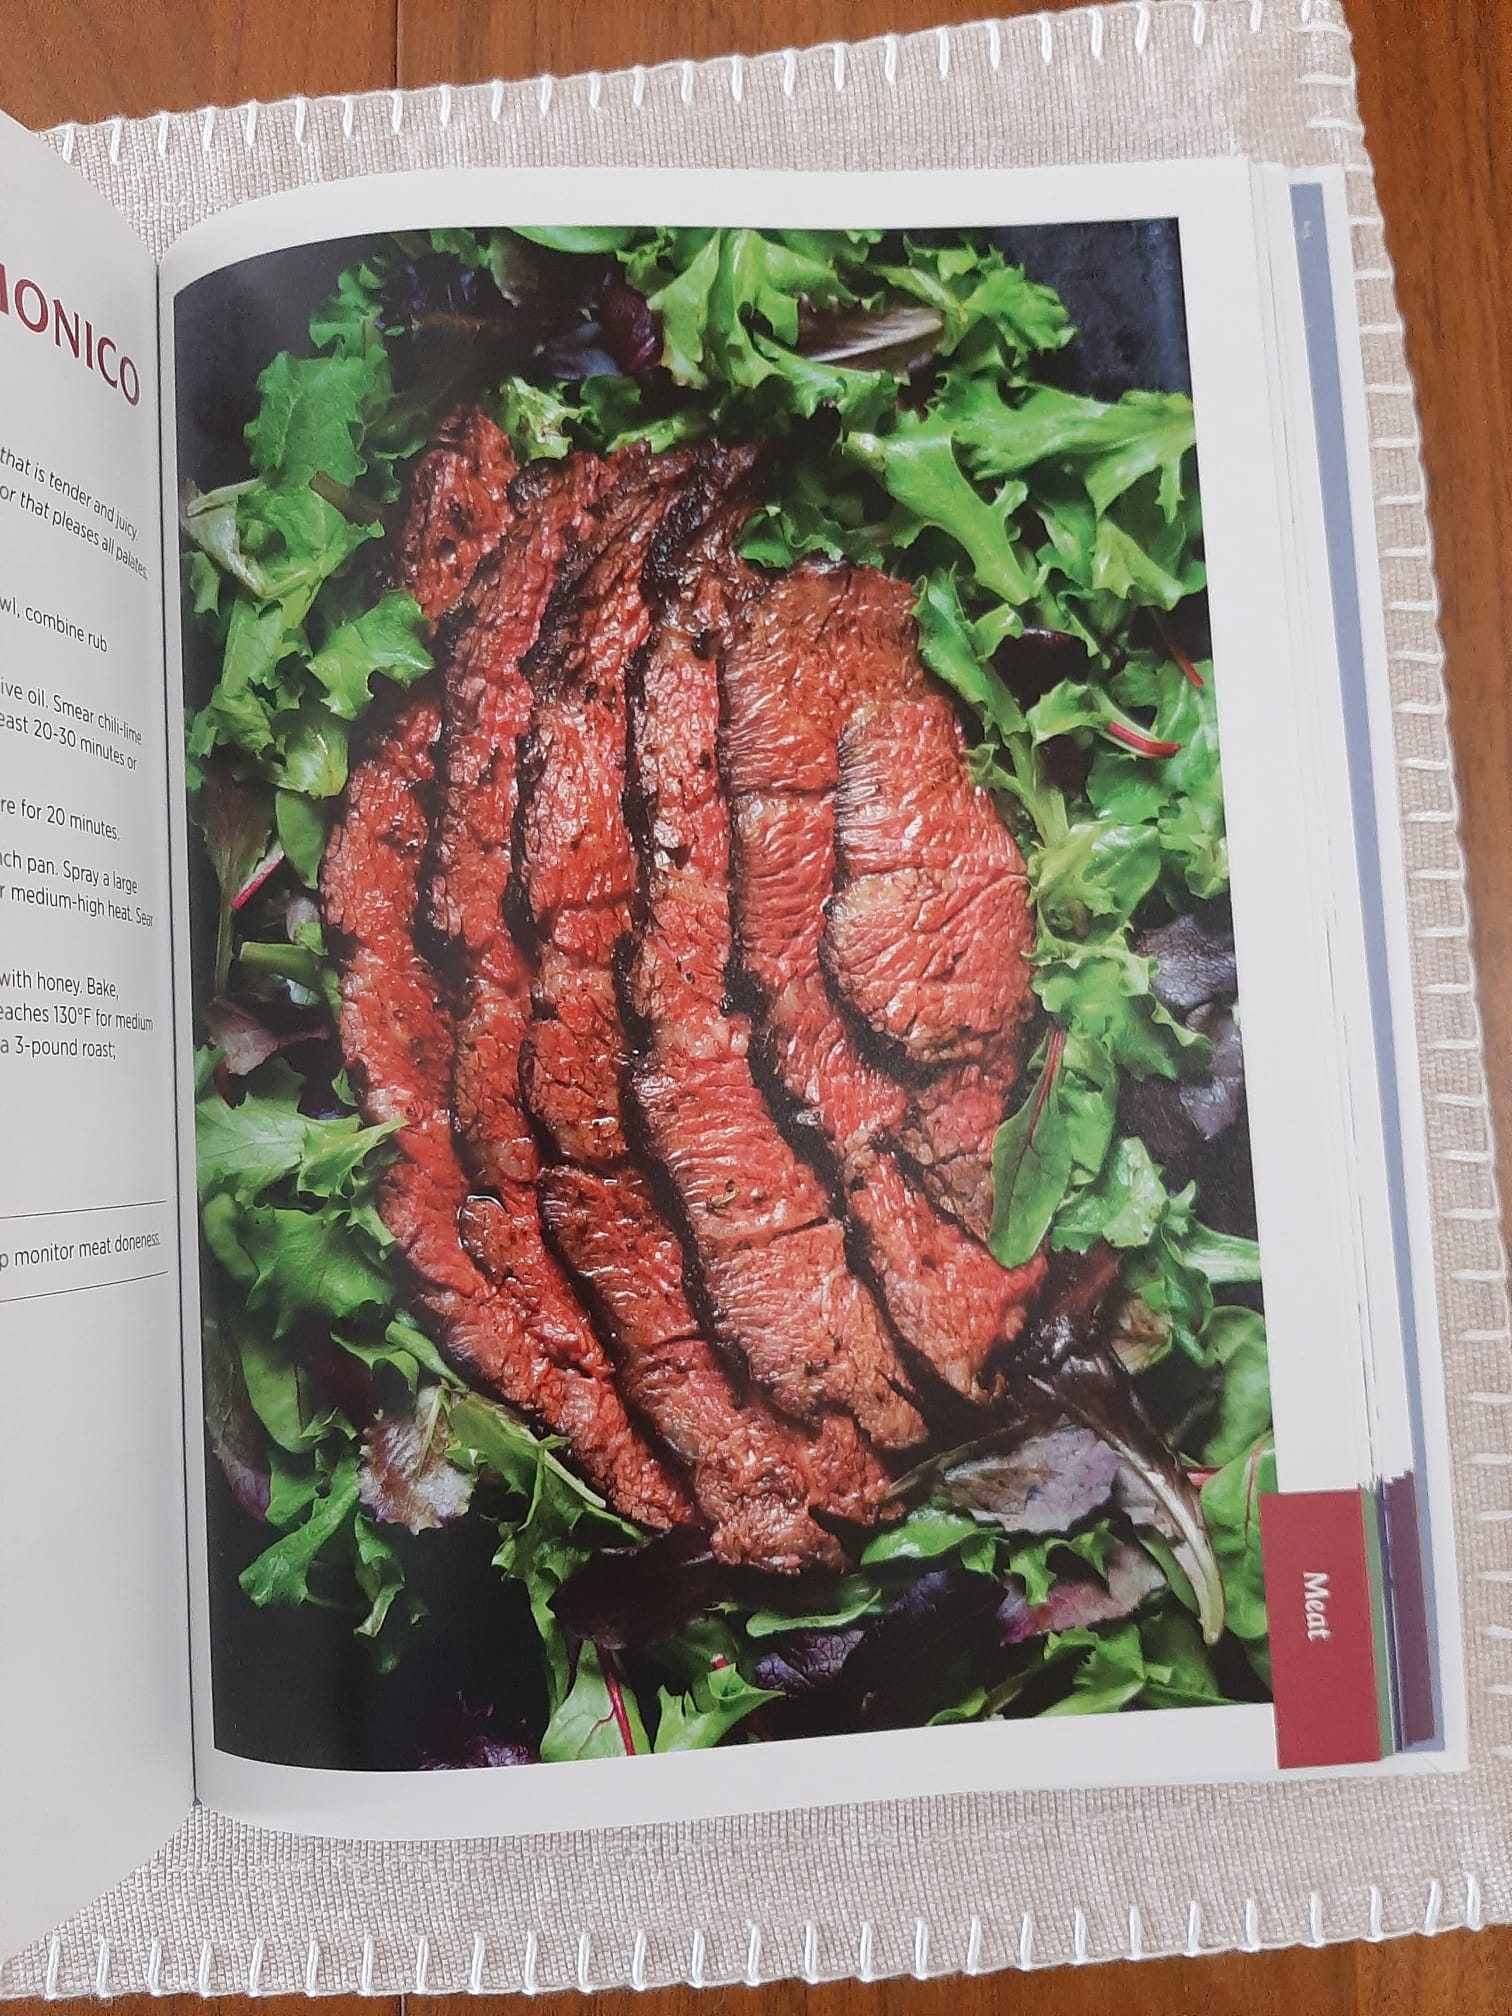 ONICO
that is tender and juicy.
or that pleases all palates.
wl, combine rub
ive oil. Smear chili-lime
east 20-30 minutes or
re for 20 minutes.
ch pan. Spray a large
r medium-high heat. Sear
with honey. Bake,
eaches 130°F for medium
a 3-pound roast;
p monitor meat doneness.
Meat